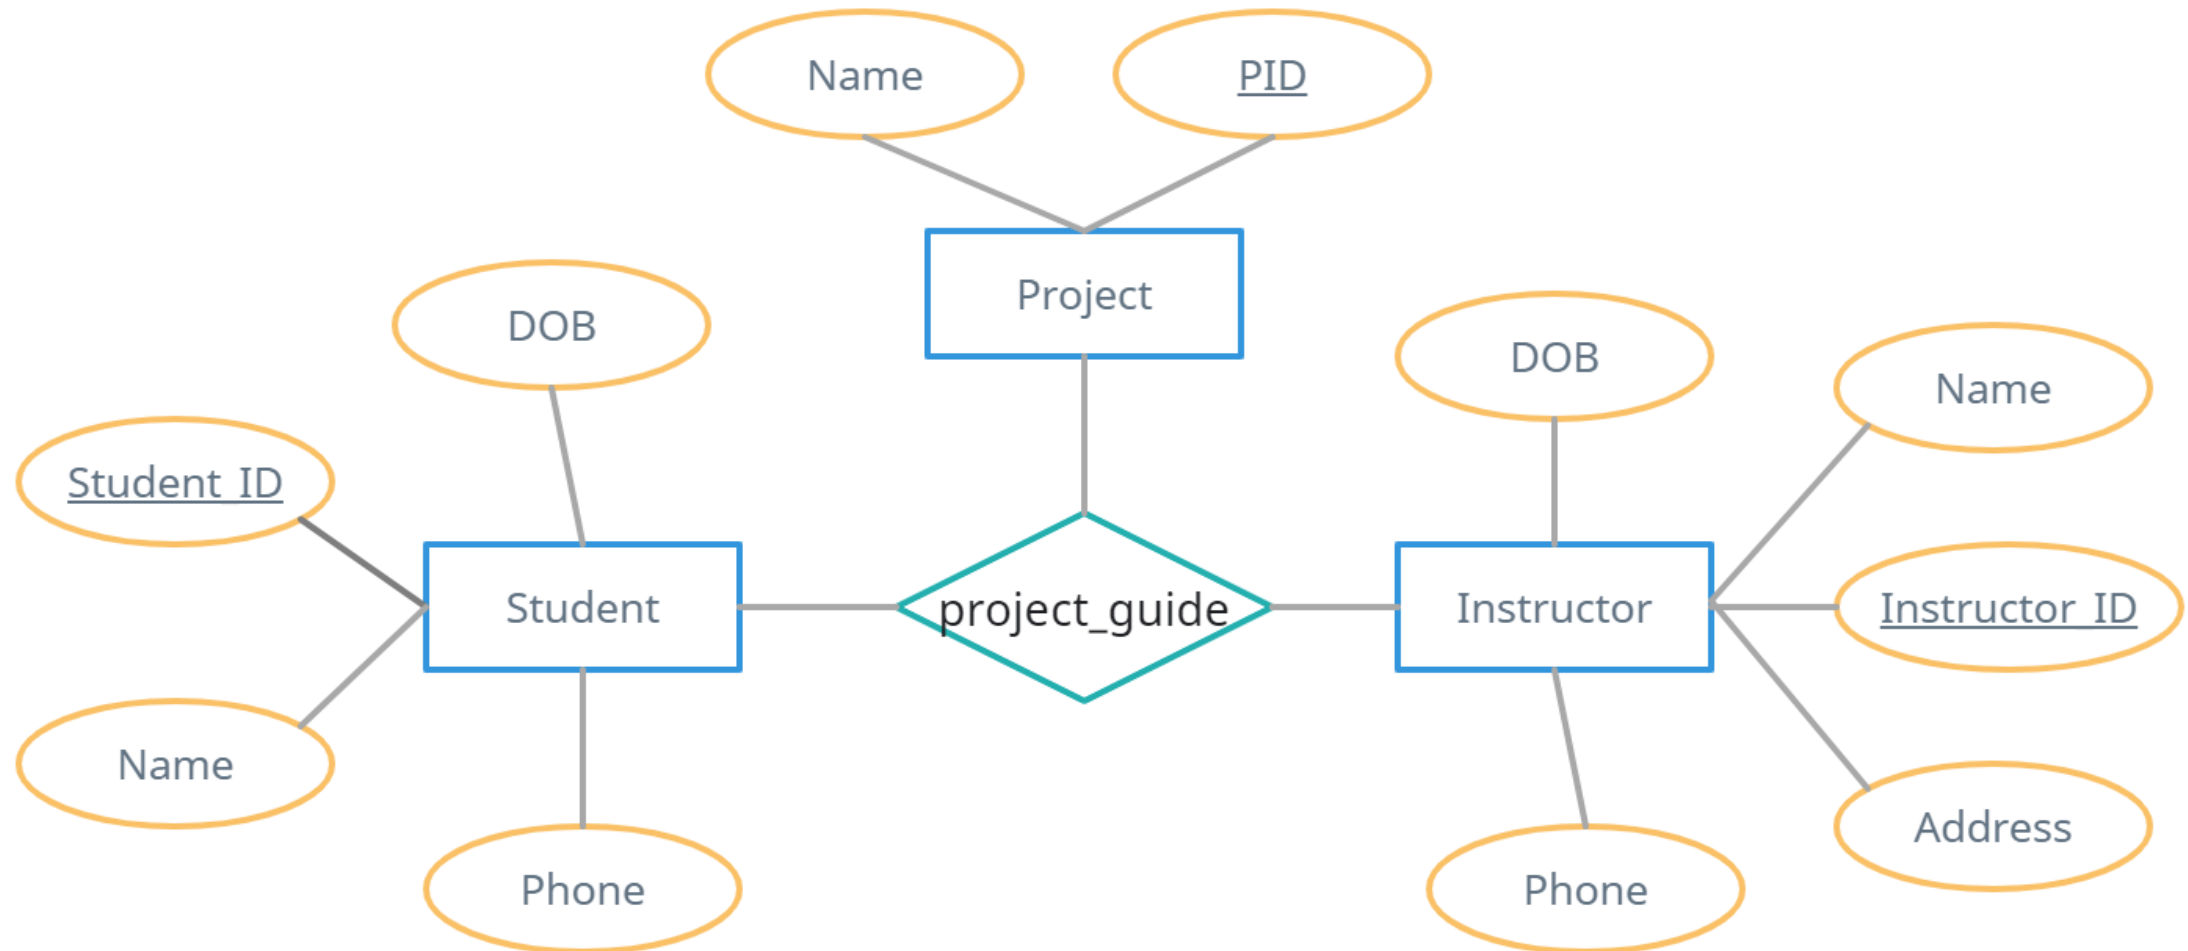 Name
PID
Project
DOB
DOB
Name
Student_ID
Student
project_guide
Instructor
Instructor_ID
Name
Address
Phone
Phone